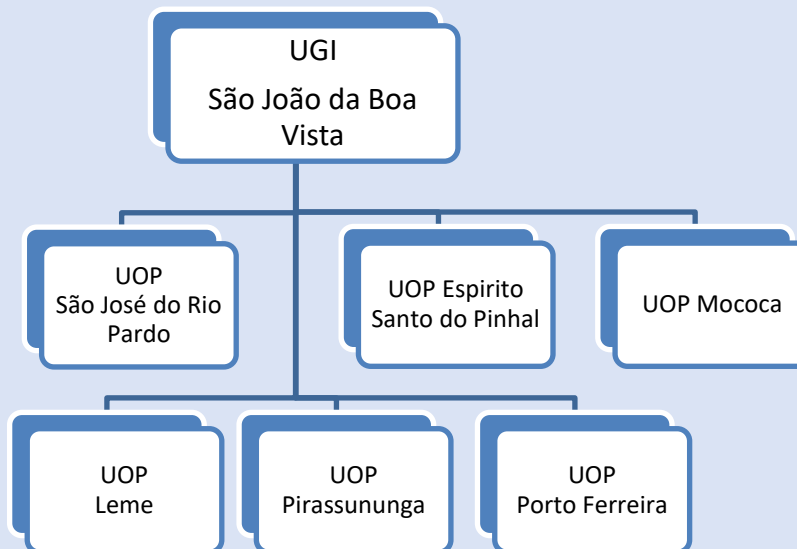 UGI
São João da Boa
Vista
UOP
São José do Rio
Pardo
UOP Espirito
Santo do Pinhal
UOP Mococa
UOP
Leme
UOP
Pirassununga
UOP
Porto Ferreira